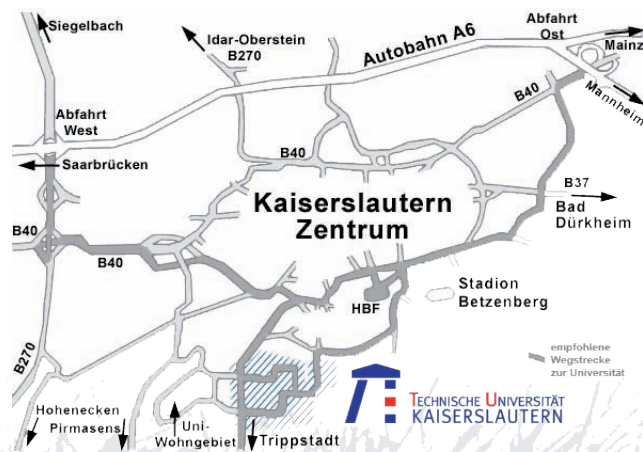 Siegelbach
Idar-Oberstein
B270
Autobahn A6
Abfahrt
Ost
Mainz
Mannheim
B40
Abfahrt
West
Saarbrücken
B40
B37
Bad
Dürkheim
Kaiserslautern
Zentrum
B40
B40
HBF
Stadion
Betzenberg
B270
empfohlene
Wegstrecke
zur Universität
TECHNISCHE UNIVERSITÄT
KAISERSLAUTERN
Hohenecken
Pirmasens
Uni-
Wohngebiet
Trippstadt